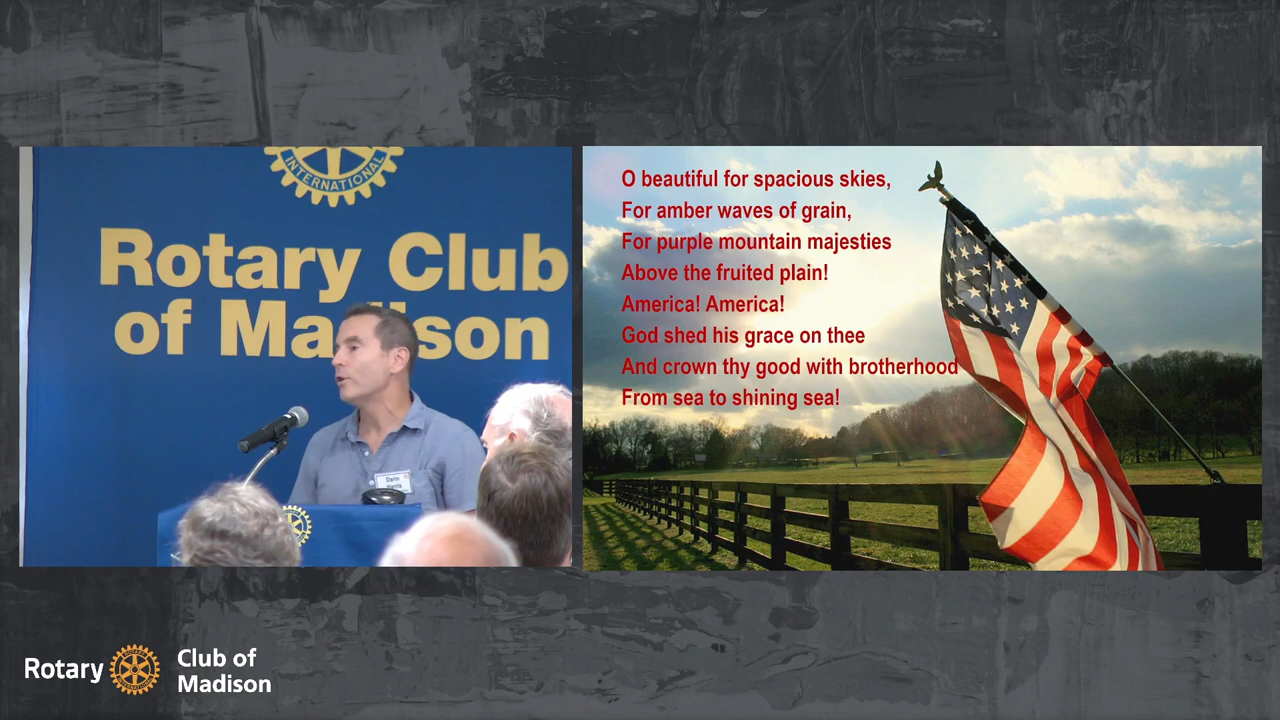 INTERNATIONAL
Rotary Club
of Madison
Darin
Harris
O beautiful for spacious skies,
For amber waves of grain,
For purple mountain majesties
Above the fruited plain!
America! America!
God shed his grace on thee
And crown thy good with brotherhood
From sea to shining sea!
Rotary
Club of
Madison